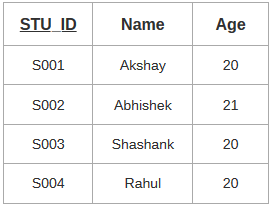 STU_ID Name Age
S001 Akshay 20
S002 Abhishek 21
S003 Shashank 20
S004 Rahul 20